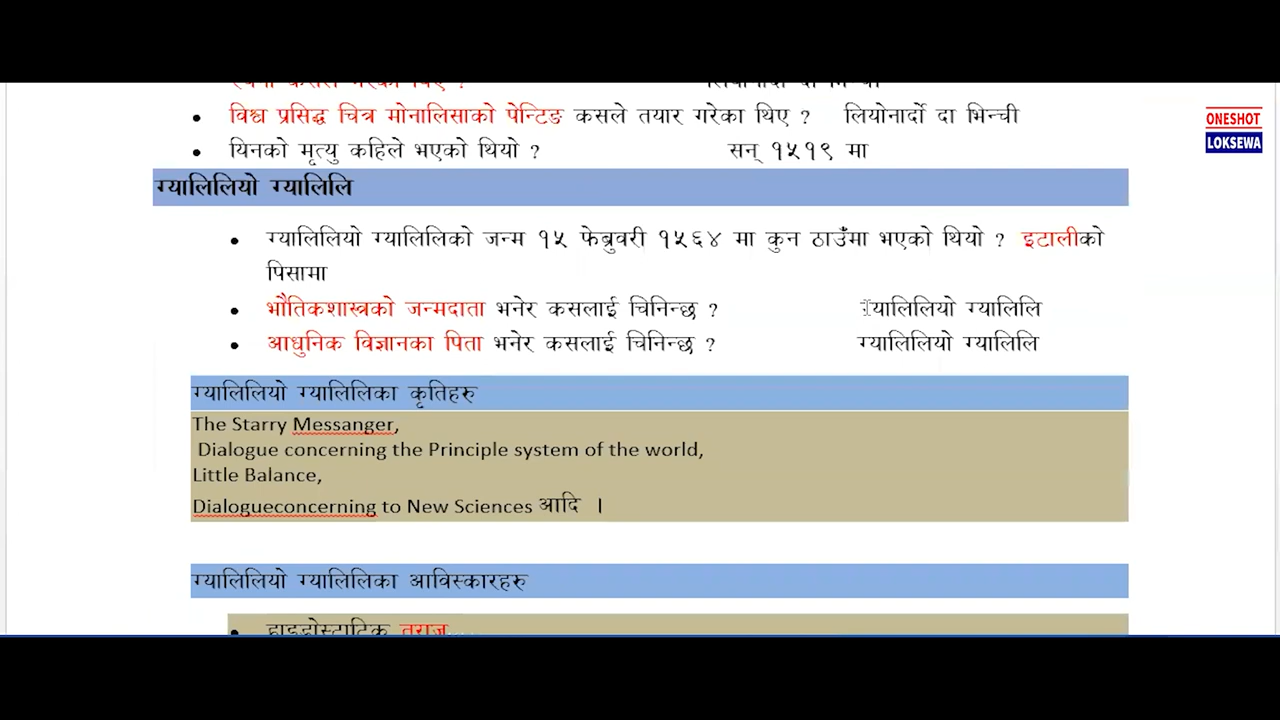 • विश्व प्रसिद्ध चित्र मोनालिसाको पेन्टिङ कसले तयार गरेका थिए ? लियोनार्दो दा भिन्ची
ONESHOT
LOKSEWA
• यिनको मृत्यु कहिले भएको थियो ? सन् १५१९ मा
ग्यालिलियो ग्यालिलि
• ग्यालिलियो ग्यालिलिको जन्म १५ फेब्रुवरी १५६४ मा कुन ठाउँमा भएको थियो ? इटालीको
पिसामा
• भौतिकशास्त्रको जन्मदाता भनेर कसलाई चिनिन्छ ? ग्यालिलियो ग्यालिलि
• आधुनिक विज्ञानका पिता भनेर कसलाई चिनिन्छ ? ग्यालिलियो ग्यालिलि
ग्यालिलियो ग्यालिलिका कृतिहरु
The Starry Messanger,
Dialogue concerning the Principle system of the world,
Little Balance,
Dialogueconcerning to New Sciences आदि ।
ग्यालिलियो ग्यालिलिका आविस्कारहरु
• हाइड्रोस्टाटिक तराजु